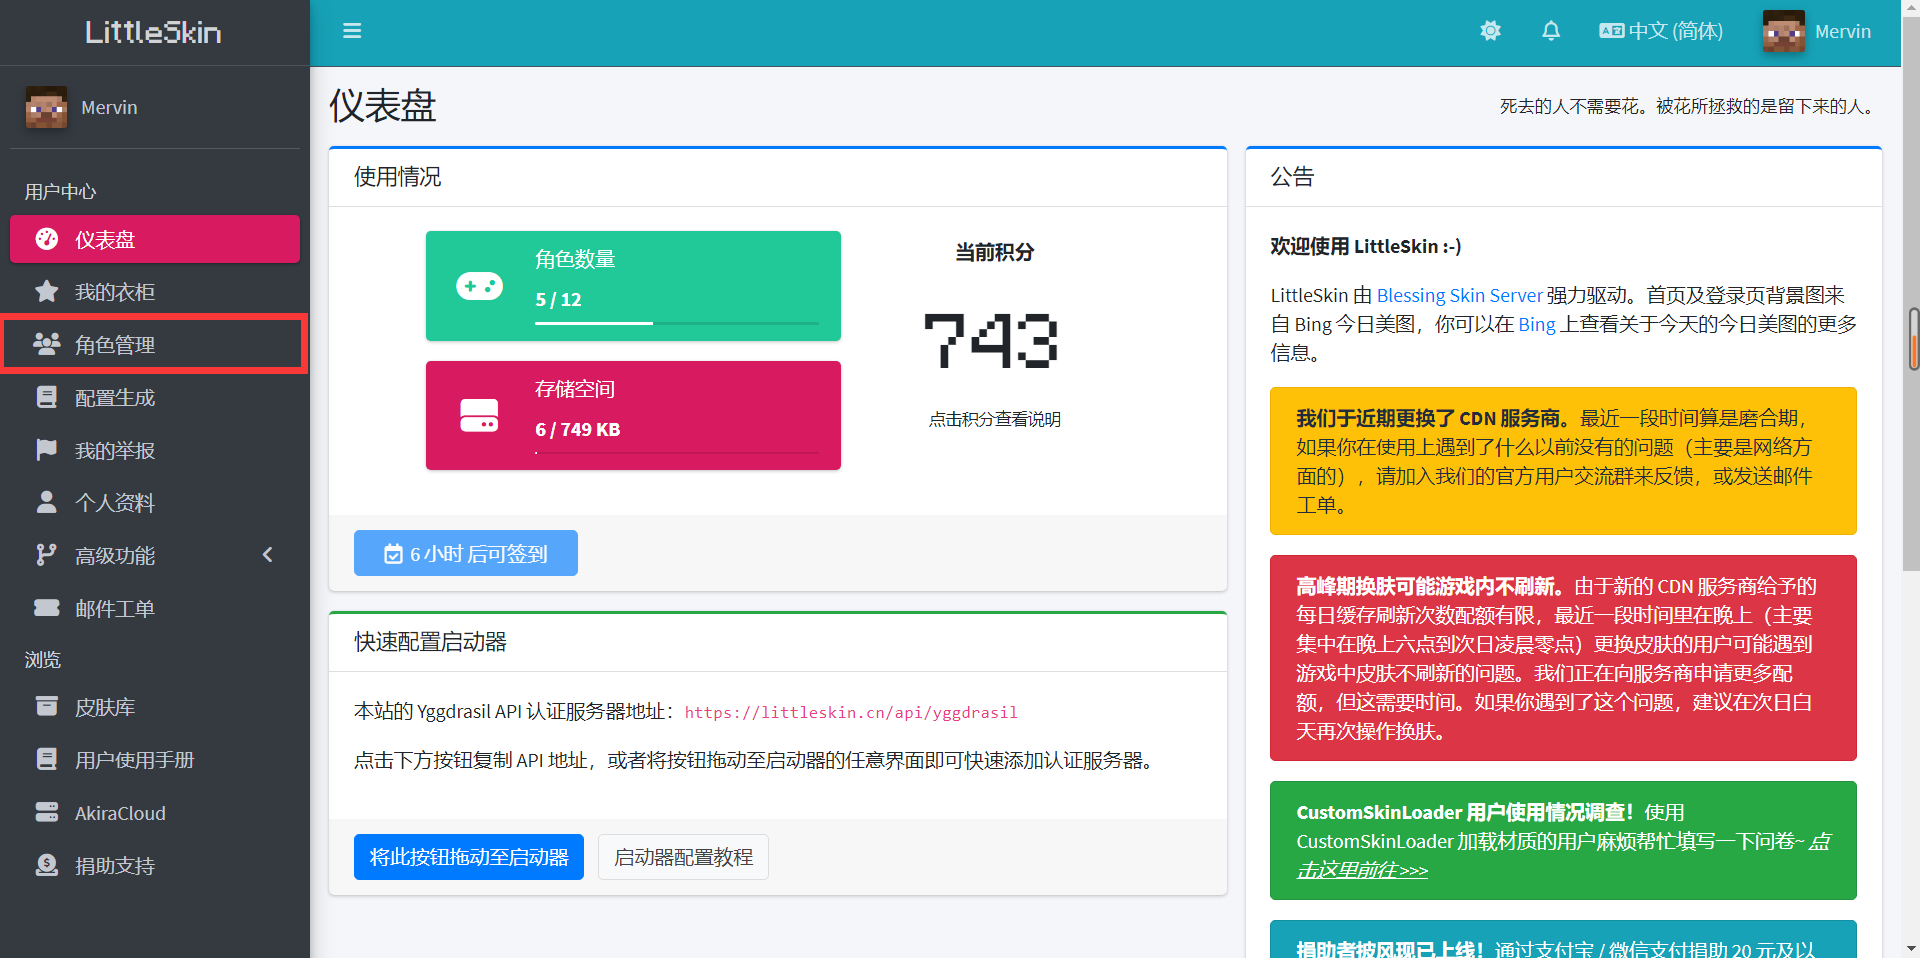 LittleSkin
中文 (简体)
Mervin
Mervin
用户中心
仪表盘
我的衣柜
角色管理
配置生成
我的举报
个人资料
高级功能
邮件工单
浏览
皮肤库
用户使用手册
AkiraCloud
捐助支持
仪表盘
死去的人不需要花。被花所拯救的是留下来的人。
使用情况
角色数量
5 / 12
存储空间
6 / 749 KB
当前积分
743
点击积分查看说明
6 小时 后可签到
快速配置启动器
本站的 Yggdrasil API 认证服务器地址：https://littleskin.cn/api/yggdrasil
点击下方按钮复制 API 地址，或者将按钮拖动至启动器的任意界面即可快速添加认证服务器。
将此按钮拖动至启动器
启动器配置教程
公告
欢迎使用 LittleSkin :-)
LittleSkin 由 Blessing Skin Server 强力驱动。首页及登录页背景图来
自 Bing 今日美图，你可以在 Bing 上查看关于今天的今日美图的更多
信息。
我们于近期更换了 CDN 服务商。最近一段时间算是磨合期，
如果你在使用上遇到了什么以前没有的问题（主要是网络方
面的），请加入我们的官方用户交流群来反馈，或发送邮件
工单。
高峰期换肤可能游戏内不刷新。由于新的 CDN 服务商给予的
每日缓存刷新次数配额有限，最近一段时间里在晚上（主要
集中在晚上六点到次日凌晨零点）更换皮肤的用户可能遇到
游戏中皮肤不刷新的问题。我们正在向服务商申请更多配
额，但这需要时间。如果你遇到了这个问题，建议在次日白
天再次操作换肤。
CustomSkinLoader 用户使用情况调查！使用
CustomSkinLoader 加载材质的用户麻烦帮忙填写一下问卷~ 点
击这里前往 >>>
捐助者披风现已上线！通过支付宝 / 微信支付捐助 20 元及以